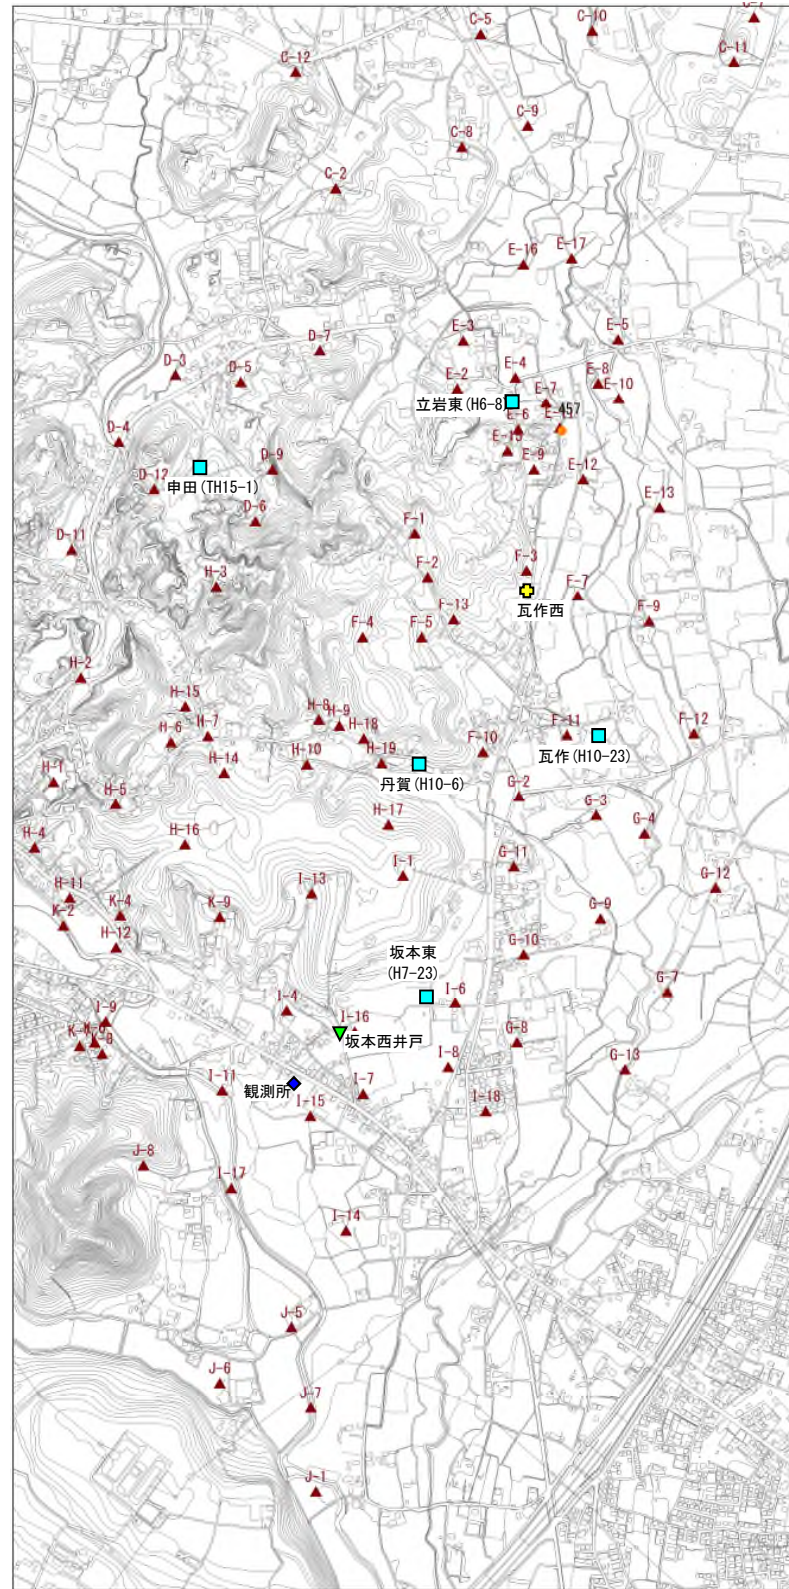 C-7
C-5
C-10
C-12
C-11
C-9
C-8
C-2
E-16
E-17
E-3
E-5
D-7
D-3
D-5
E-4
E-2
E-8
E-7
E-10
立岩東(H6-8)
457
E-6
E-11
D-4
E-15
D-9
E-9
D-12
申田(TH15-1)
E-12
E-13
D-6
F-1
D-11
F-3
F-2
H-3
F-7
瓦作西
F-13
F-9
F-4
F-5
H-2
H-15
H-8
H-9
H-6
H-7
H-18
F-11
F-12
F-10
瓦作(H10-23)
H-10
H-19
H-14
丹賀(H10-6)
H-1
G-2
H-5
G-3
H-17
G-4
H-4
H-16
G-11
I-1
G-12
I-13
H-11
K-4
K-9
K-2
G-9
H-12
G-10
坂本東
(H7-23)
G-7
I-6
I-4
I-9
I-16
坂本西井戸
G-8
I-8
G-13
I-11
観測所
I-7
I-15
I-18
J-8
I-17
I-14
J-5
J-6
J-7
J-1